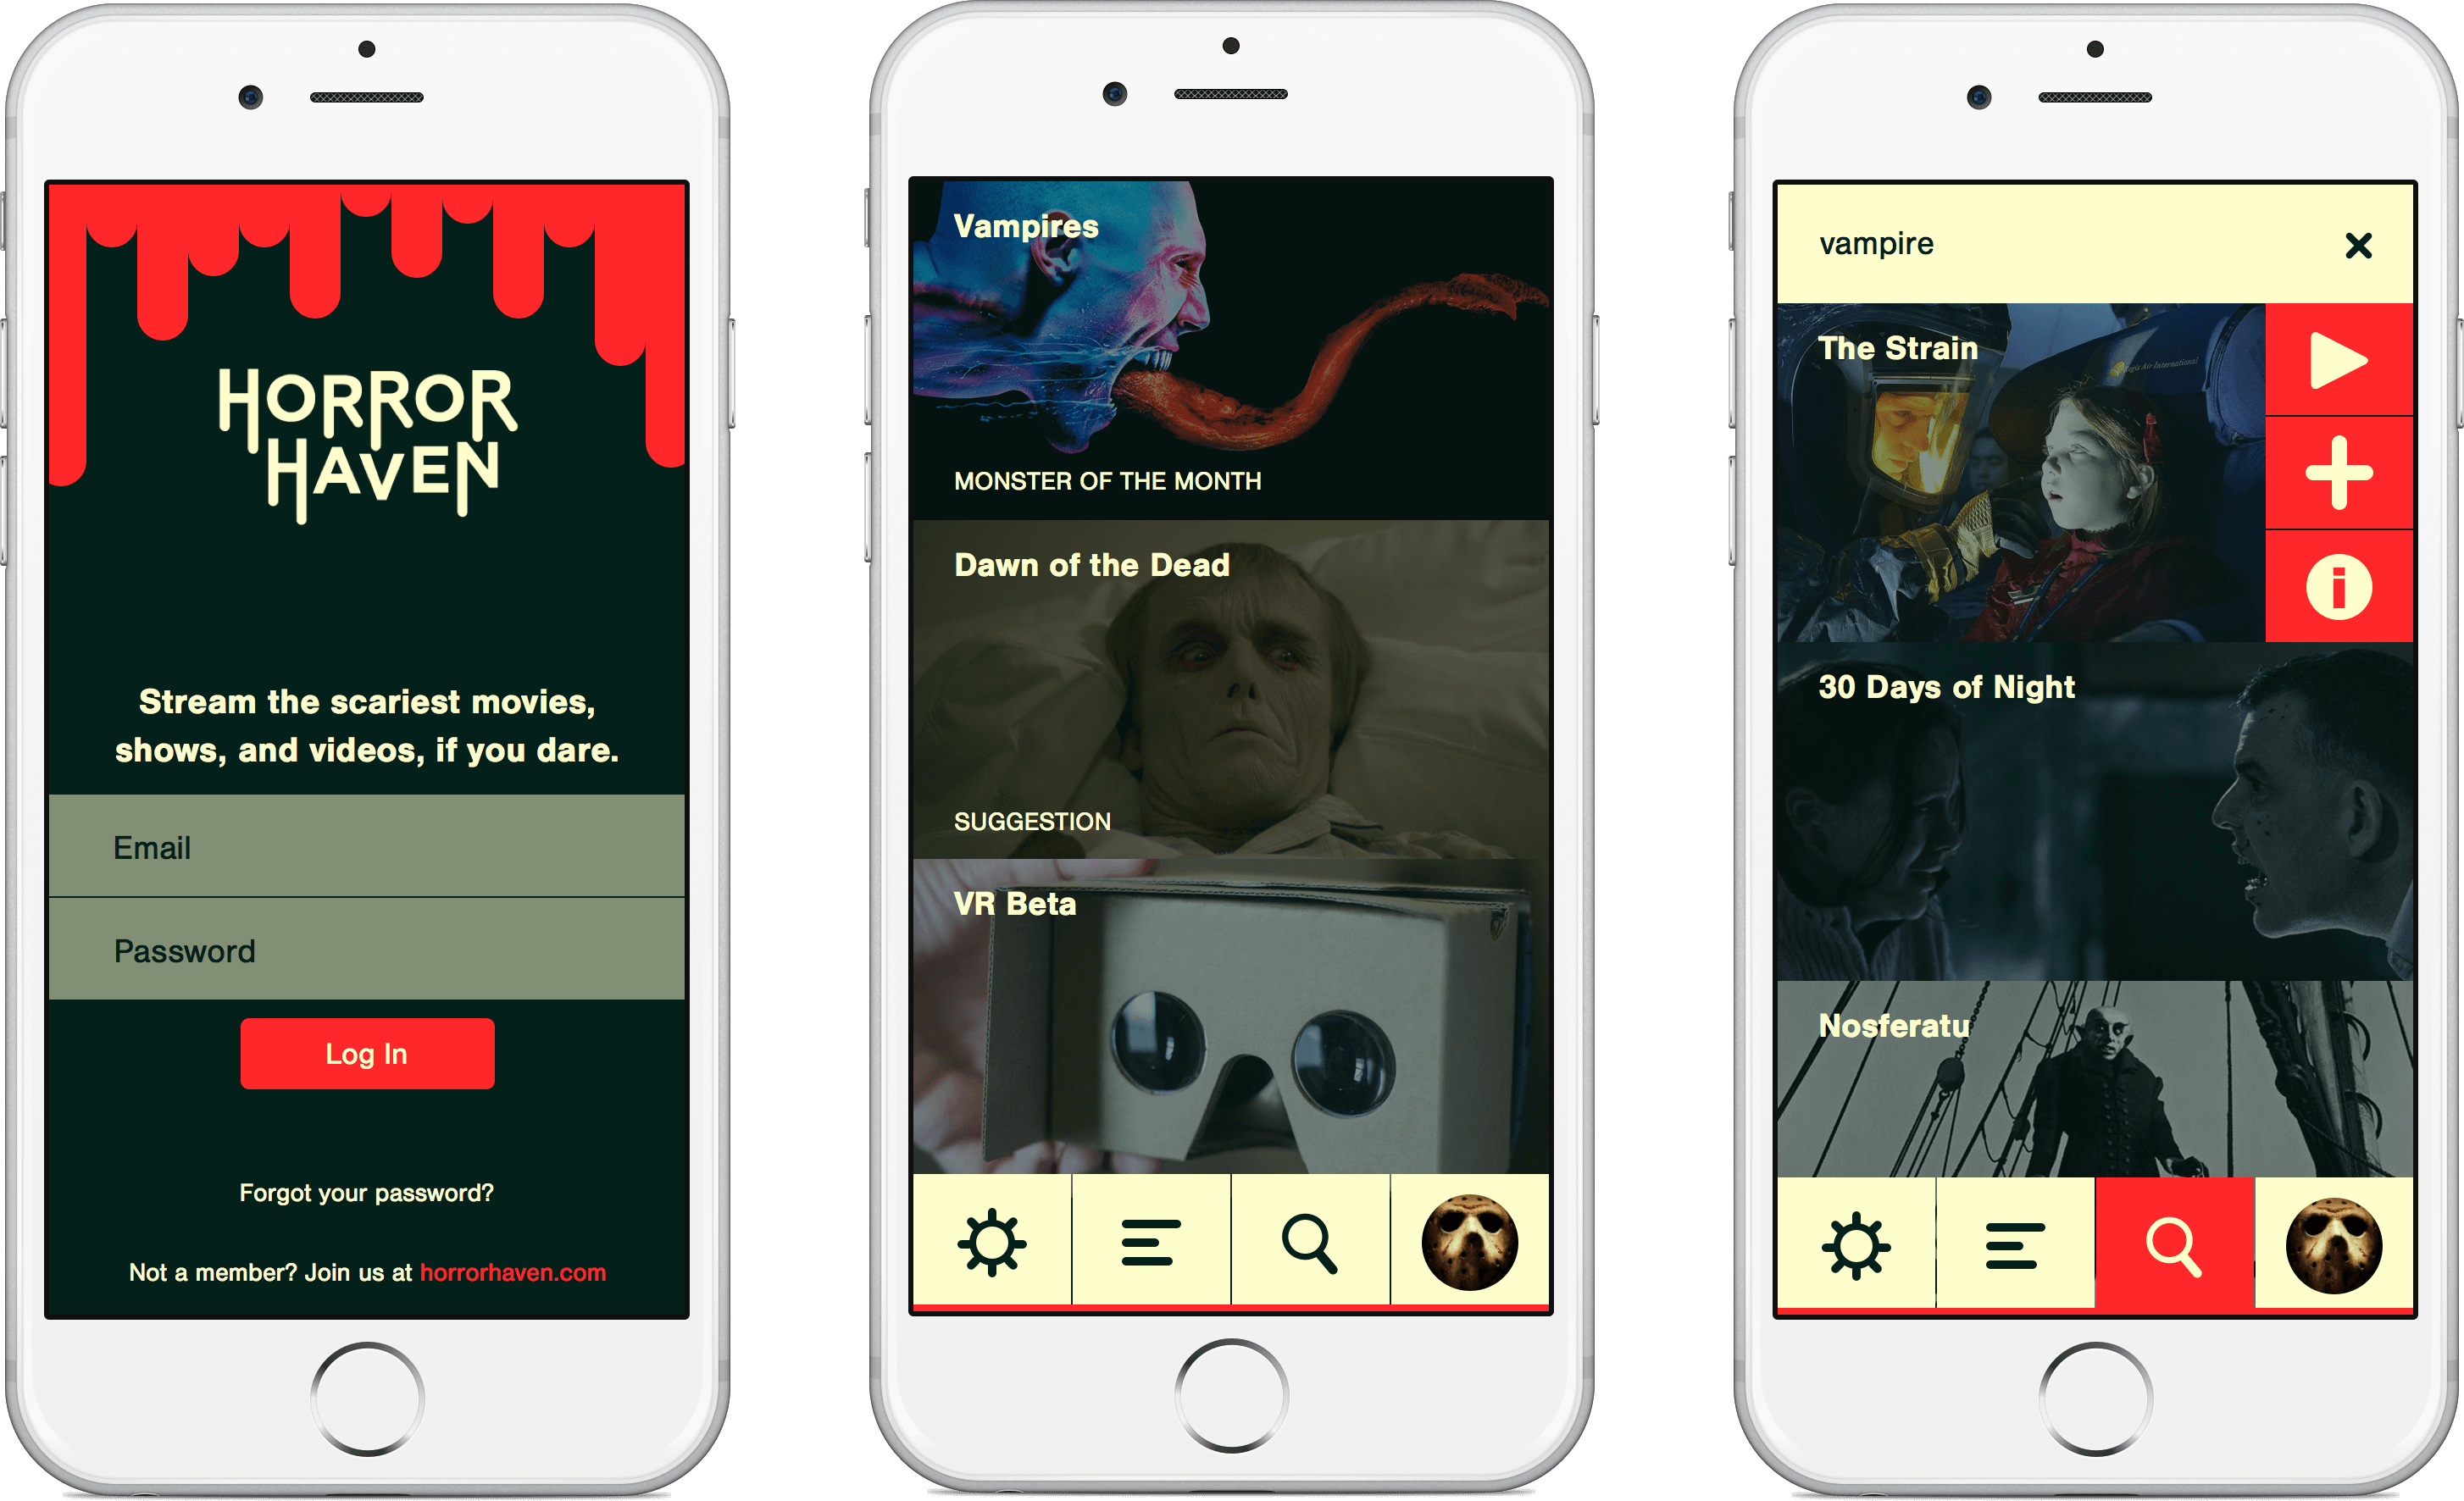 HORROR
HAVEN
Stream the scariest movies,
shows, and videos, if you dare.
Email
Password
Log In
Forgot your password?
Not a member? Join us at horrorhaven.com
Vampires
MONSTER OF THE MONTH
Dawn of the Dead
SUGGESTION
VR Beta
vampire
The Strain
Air International
i
30 Days of Night
Nosferatu